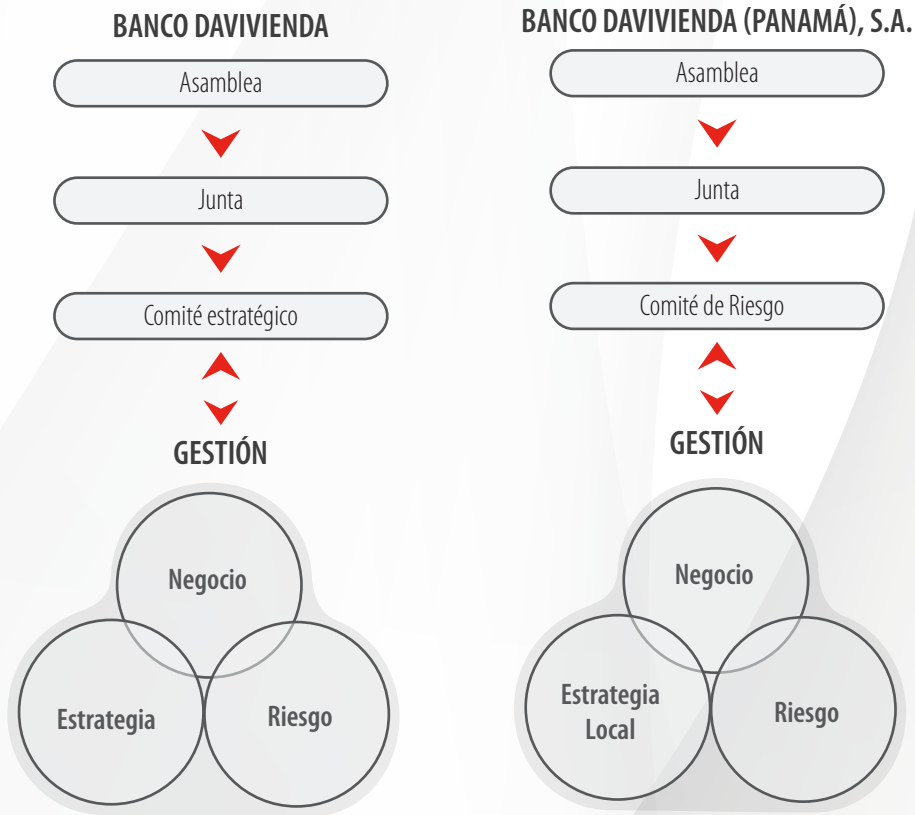 BANCO DAVIVIENDA
Asamblea
Junta
Comité estratégico
GESTIÓN
Negocio
Estrategia
Riesgo
BANCO DAVIVIENDA (PANAMÁ), S.A.
Asamblea
Junta
Comité de Riesgo
GESTIÓN
Negocio
Estrategia
Local
Riesgo